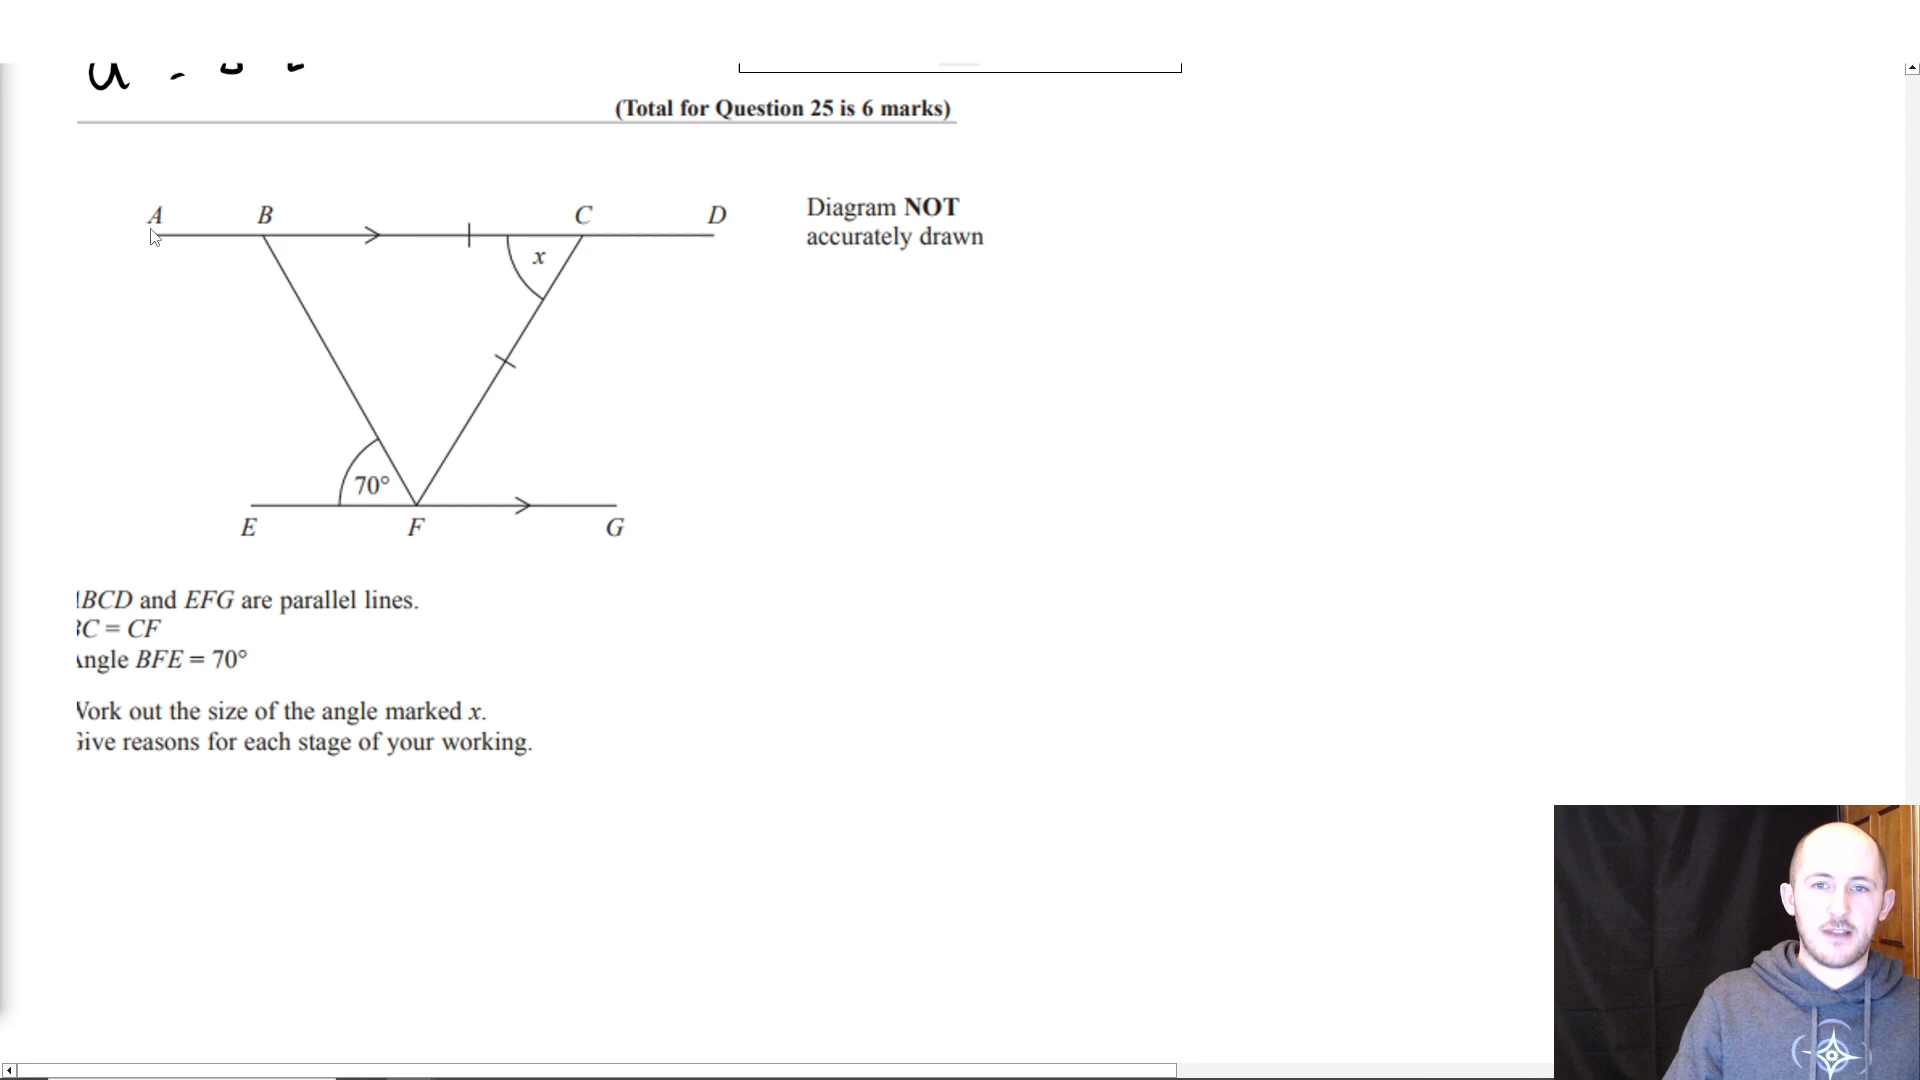 (Total for Question 25 is 6 marks)
A B C D
Diagram NOT
accurately drawn
x
70°
E F G
BCD and EFG are parallel lines.
C = CF
ngle BFE = 70°
ork out the size of the angle marked x.
ive reasons for each stage of your working.